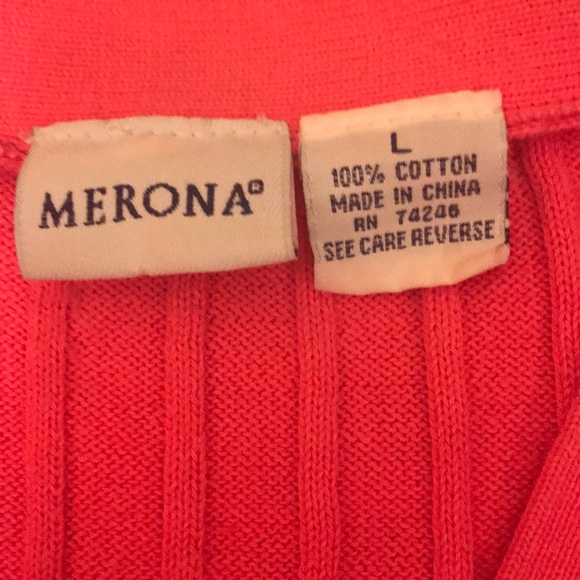 MERONA®
L
100% COTTON
MADE IN CHINA
RN 74246
SEE CARE REVERSE